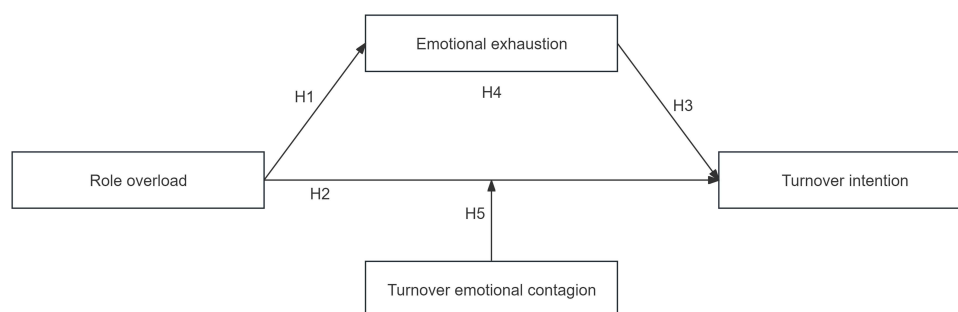 Emotional exhaustion
H4
H1
H3
Role overload
Turnover intention
H2
H5
Turnover emotional contagion